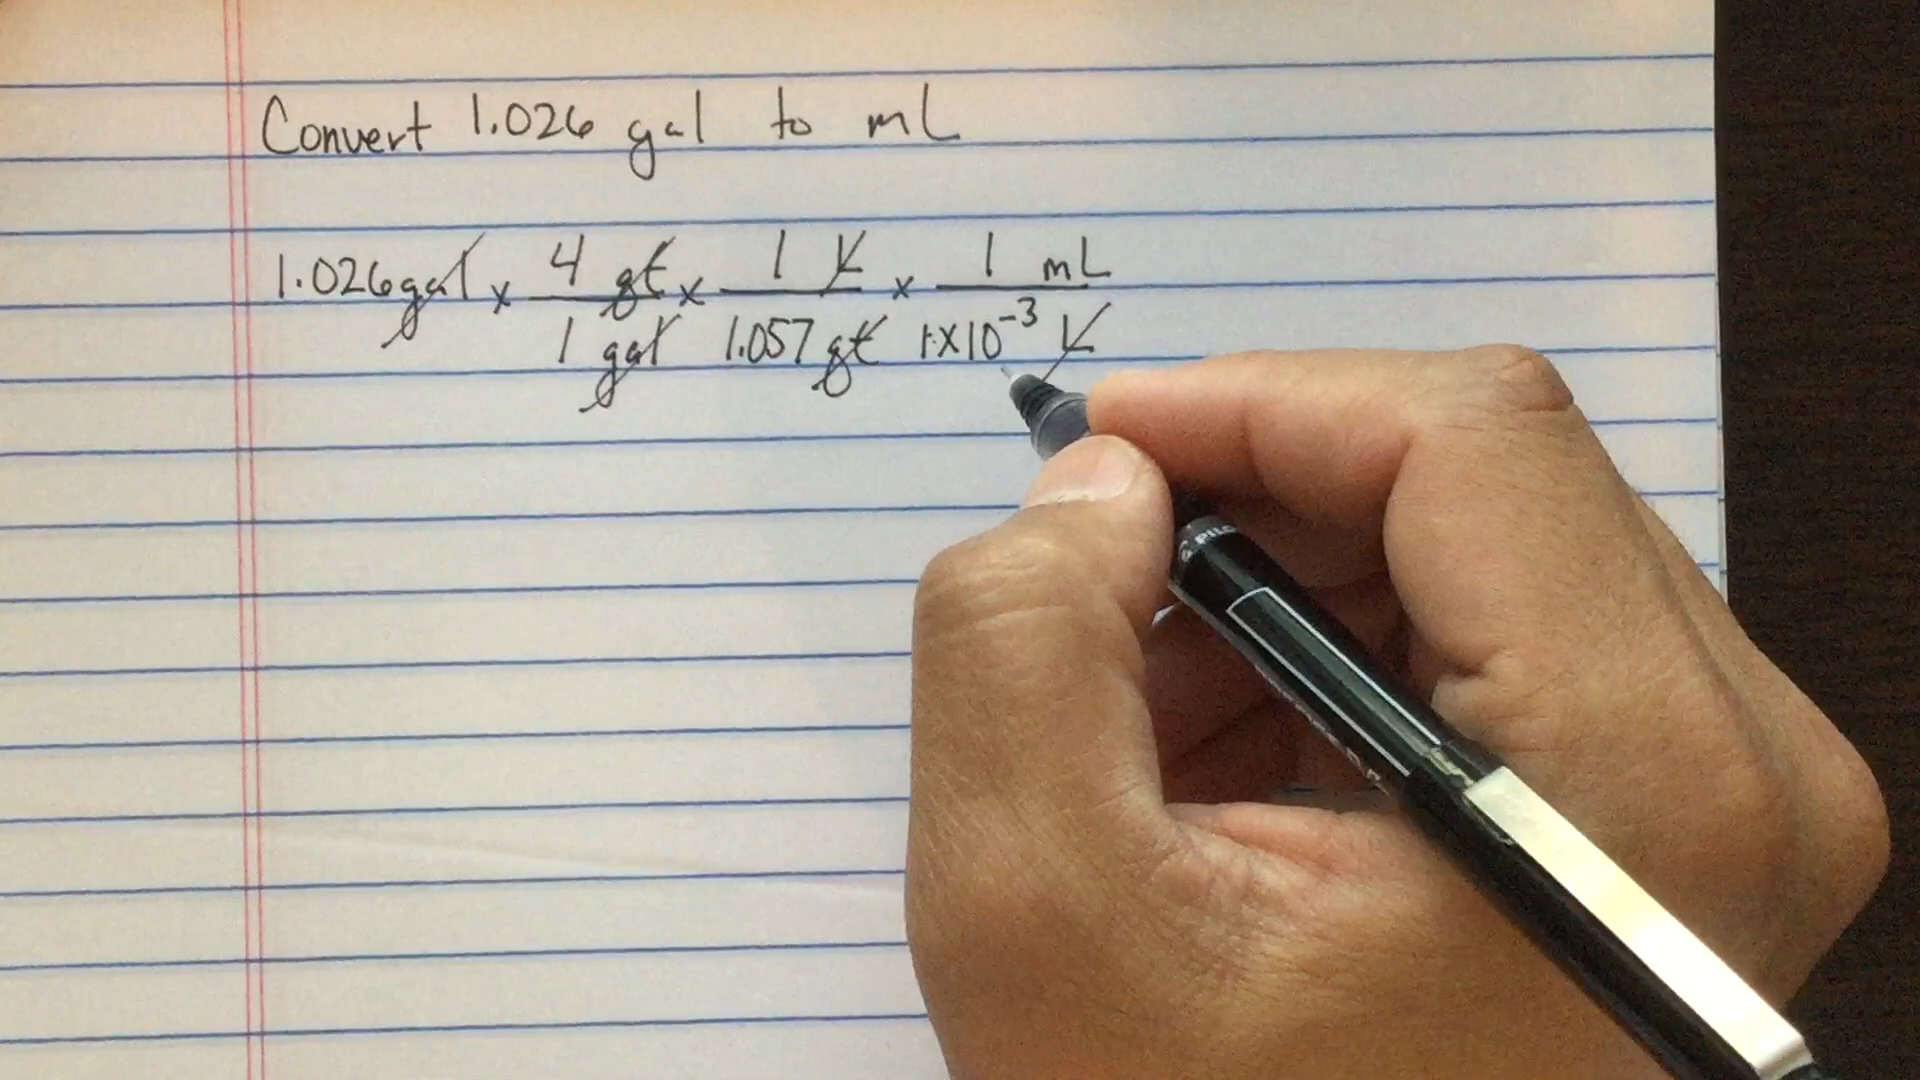 Convert 1.026 gal to mL
1.026 gal x 4 qt x 1 L x 1 mL
1 gal 1.057 qt 1x10⁻³ L